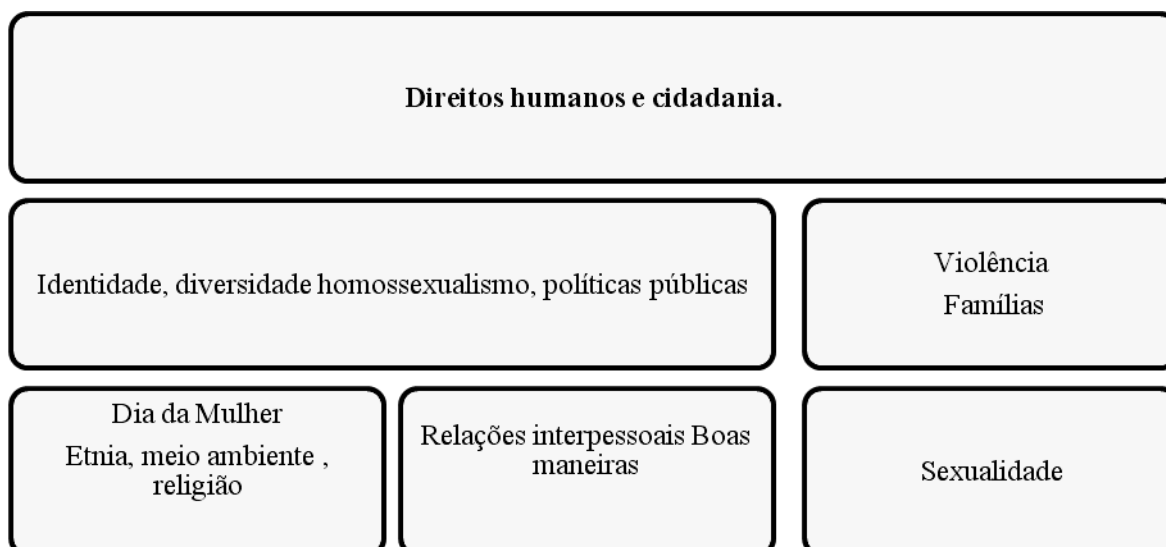 Direitos humanos e cidadania.
Identidade, diversidade homossexualismo, políticas públicas
Violência
Famílias
Dia da Mulher
Etnia, meio ambiente ,
religião
Relações interpessoais Boas
maneiras
Sexualidade